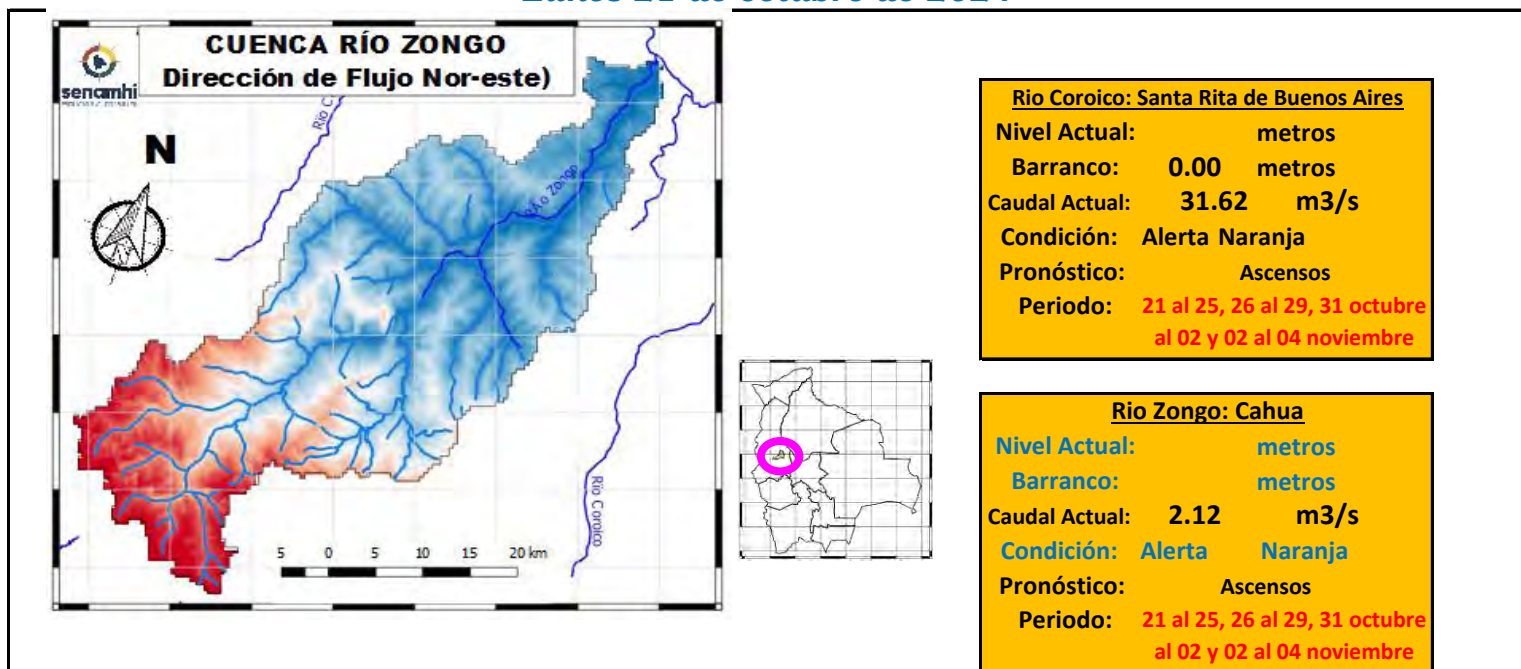 CUENCA RÍO ZONGO
Dirección de Flujo Nor-este)
senamhi
N
Río C
Río Zongo
Río Coroico
5 0 5 10 15 20 km
Rio Coroico: Santa Rita de Buenos Aires
Nivel Actual: metros
Barranco: 0.00 metros
Caudal Actual: 31.62 m3/s
Condición: Alerta Naranja
Pronóstico: Ascensos
Periodo: 21 al 25, 26 al 29, 31 octubre
al 02 y 02 al 04 noviembre
Rio Zongo: Cahua
Nivel Actual: metros
Barranco: metros
Caudal Actual: 2.12 m3/s
Condición: Alerta Naranja
Pronóstico: Ascensos
Periodo: 21 al 25, 26 al 29, 31 octubre
al 02 y 02 al 04 noviembre